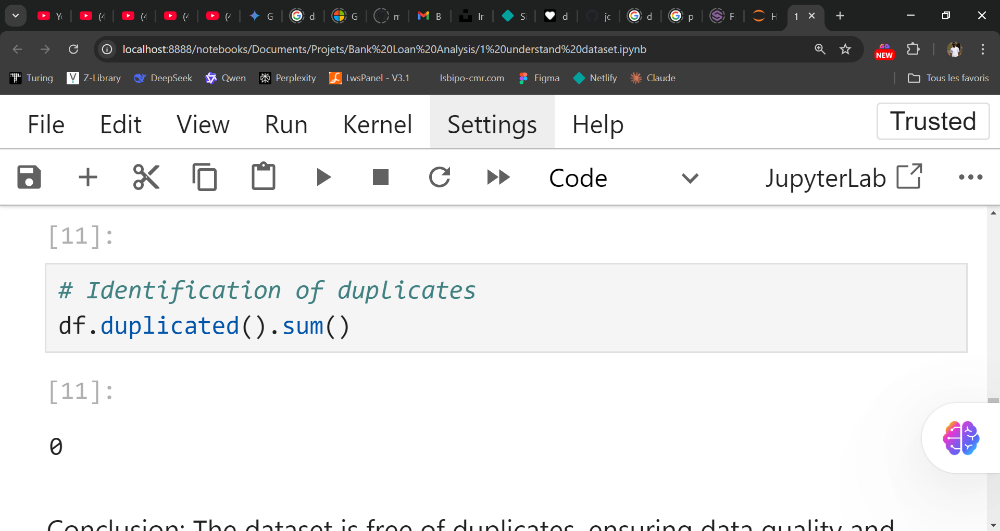 Y
(4
(4
(4
(4
G
d
G
m
B
In
Si
d
jc
d
p
F
H
1
localhost:8888/notebooks/Documents/Projets/Bank%20Loan%20Analysis/1%20understand%20dataset.ipynb
NEW
Turing
Z-Library
DeepSeek
Qwen
Perplexity
LwsPanel - V3.1
Isbipo-cmr.com
Figma
Netlify
Claude
Tous les favoris
File
Edit
View
Run
Kernel
Settings
Help
Trusted
Code
JupyterLab
[11]:
# Identification of duplicates
df.duplicated().sum()
[11]:
0
Conclusion: The dataset is free of duplicates, ensuring data quality and